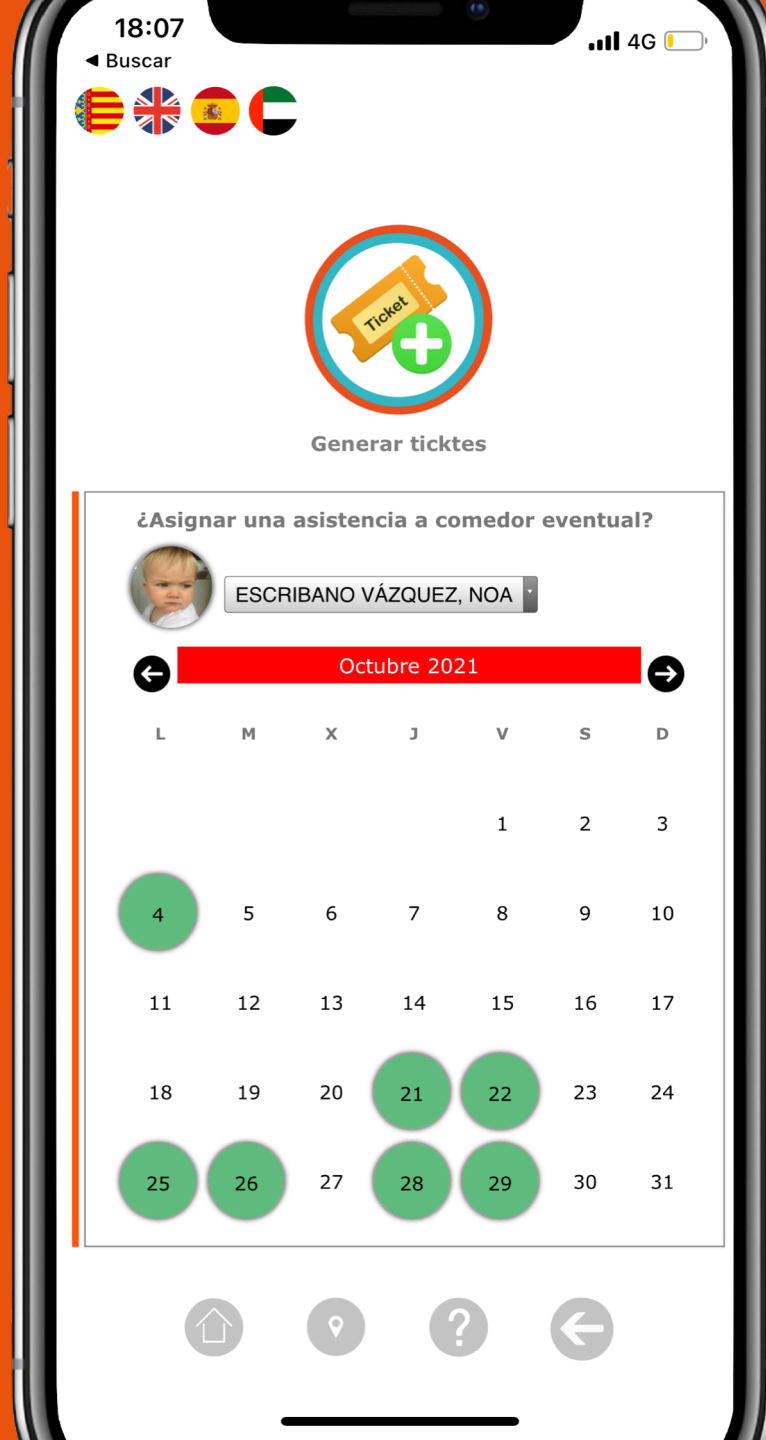 18:07
4G
◀ Buscar
Ticket
Generar ticktes
¿Asignar una asistencia a comedor eventual?
ESCRIBANO VÁZQUEZ, NOA
Octubre 2021
L M X J V S D
1 2 3
4 5 6 7 8 9 10
11 12 13 14 15 16 17
18 19 20 21 22 23 24
25 26 27 28 29 30 31
?